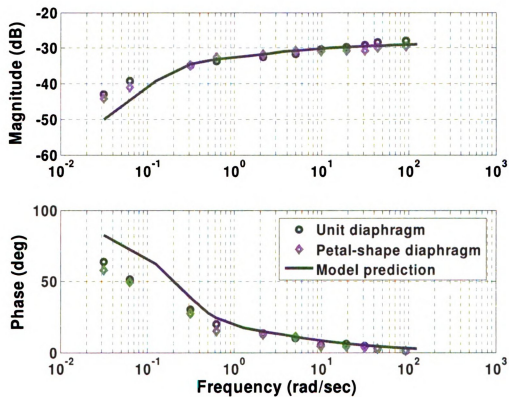 -20
-30
-40
-50
-60
Magnitude (dB)
10^-2 10^-1 10^0 10^1 10^2 10^3
100
50
0
Phase (deg)
Unit diaphragm
Petal-shape diaphragm
Model prediction
10^-2 10^-1 10^0 10^1 10^2 10^3
Frequency (rad/sec)